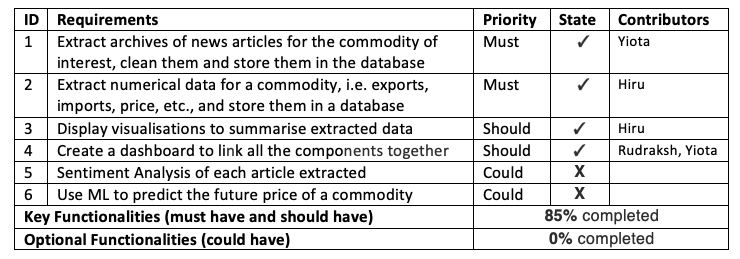 ID Requirements Priority State Contributors
1 Extract archives of news articles for the commodity of Must ✓ Yiota
interest, clean them and store them in the database
2 Extract numerical data for a commodity, i.e. exports, Must ✓ Hiru
imports, price, etc., and store them in a database
3 Display visualisations to summarise extracted data Should ✓ Hiru
4 Create a dashboard to link all the components together Should ✓ Rudraksh, Yiota
5 Sentiment Analysis of each article extracted Could X
6 Use ML to predict the future price of a commodity Could X
Key Functionalities (must have and should have) 85% completed
Optional Functionalities (could have) 0% completed